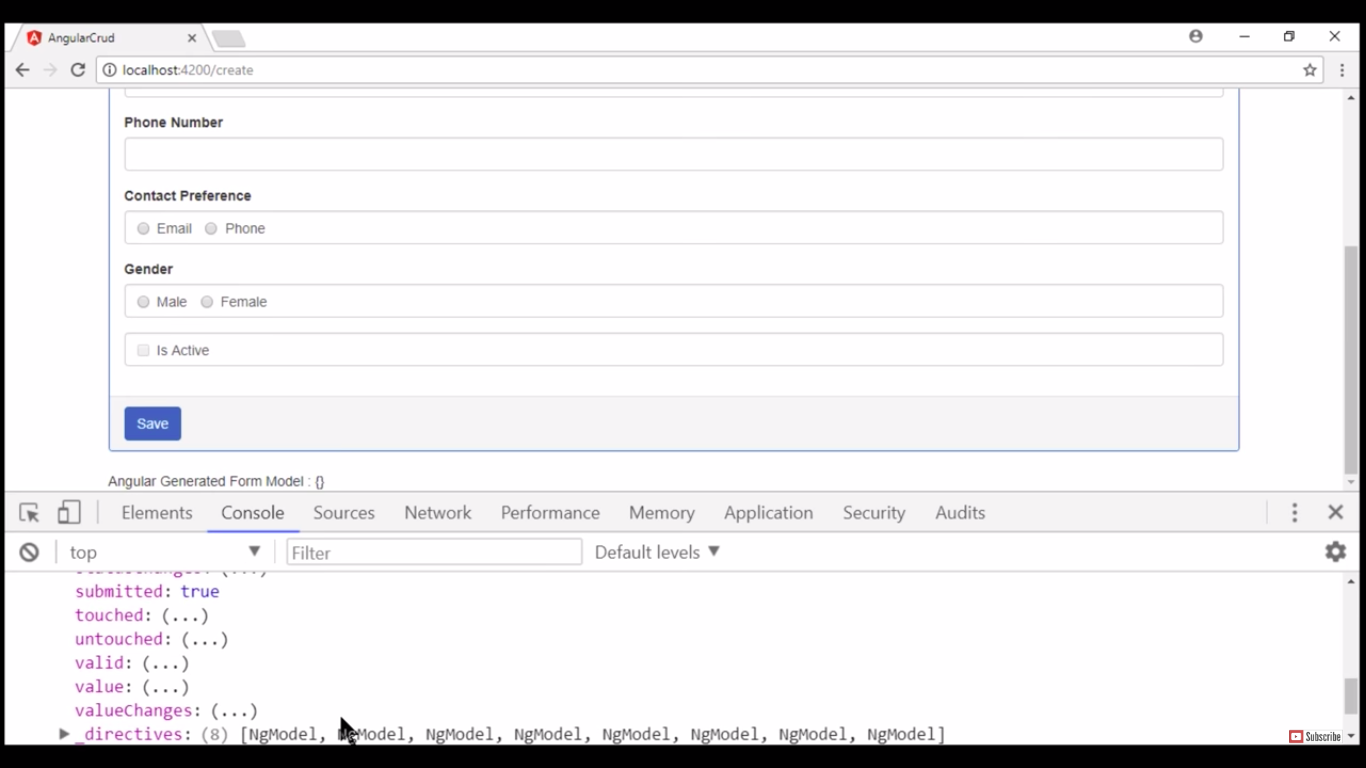 AngularCrud
localhost:4200/create
Phone Number
Contact Preference
Email Phone
Gender
Male Female
Is Active
Save
Angular Generated Form Model : {}
Elements Console Sources Network Performance Memory Application Security Audits
top Filter Default levels
submitted: true
touched: (...)
untouched: (...)
valid: (...)
value: (...)
valueChanges: (...)
_directives: (8) [NgModel, NgModel, NgModel, NgModel, NgModel, NgModel, NgModel, NgModel]
Subscribe